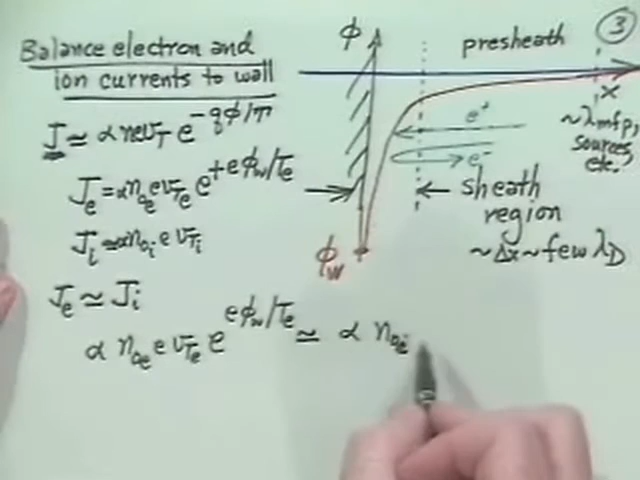 Balance electron and
ion currents to wall
J ≃ α n e v_T e^{-qϕ/T}
J_e = α n_{0e} e v_{Te} e^{+eϕ_w/T_e}
J_i ≃ α n_{0i} e v_{Ti}
J_e ≃ J_i
α n_{0e} e v_{Te} e^{eϕ_w/T_e} ≃ α n_{0i}
ϕ
presheath
3
x
~λ_{mfp},
sources,
etc.
e⁻
sheath
region
~Δx~few λ_D
ϕ_w